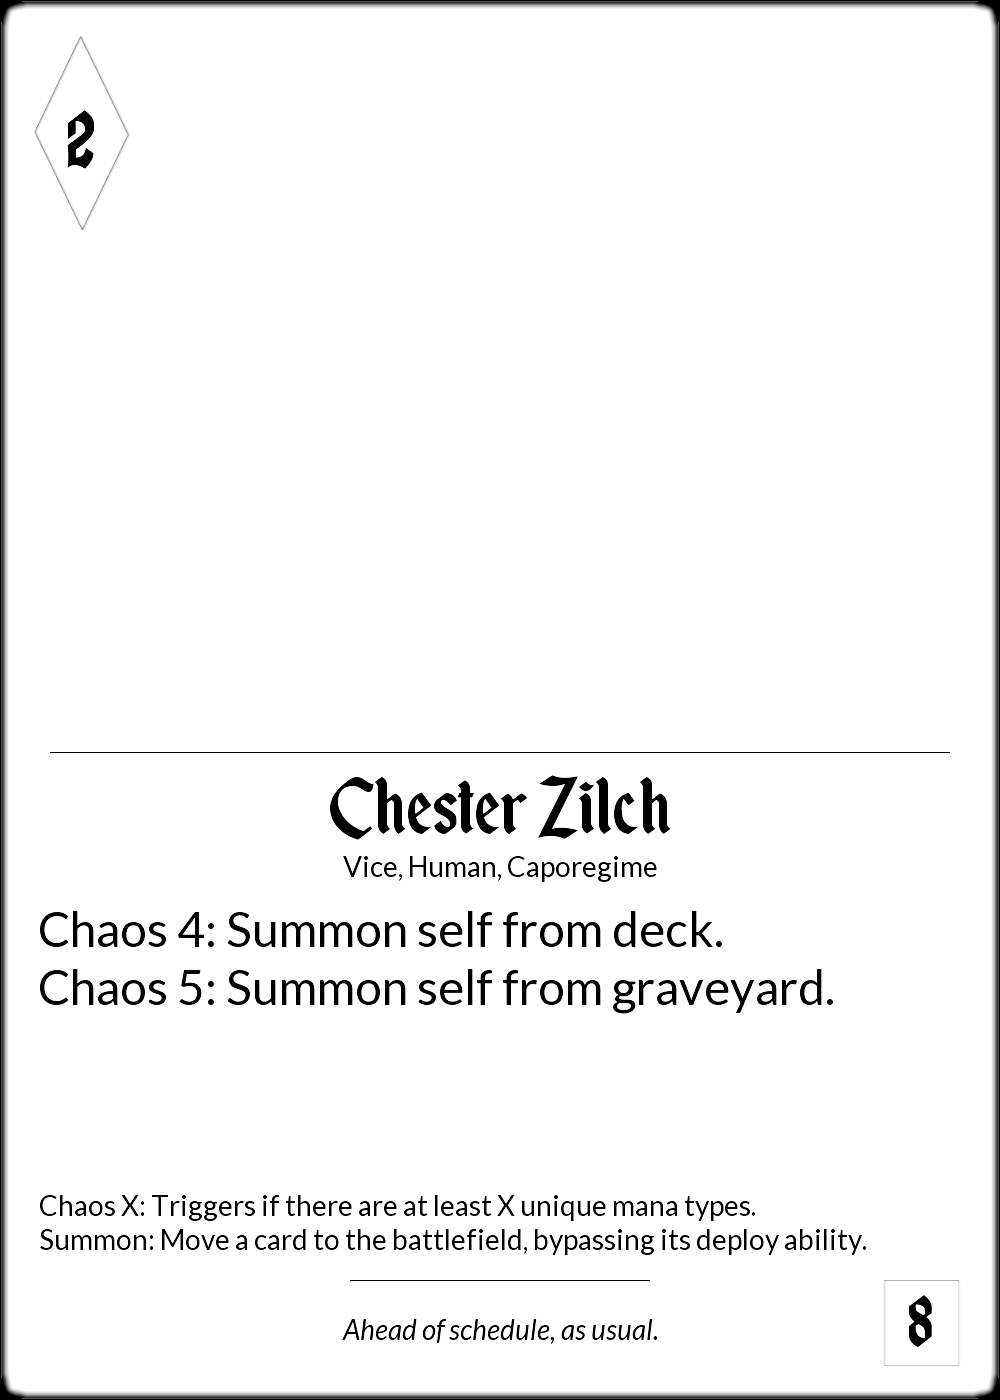 2
Chester Zilch
Vice, Human, Caporegime
Chaos 4: Summon self from deck.
Chaos 5: Summon self from graveyard.
Chaos X: Triggers if there are at least X unique mana types.
Summon: Move a card to the battlefield, bypassing its deploy ability.
Ahead of schedule, as usual.
8